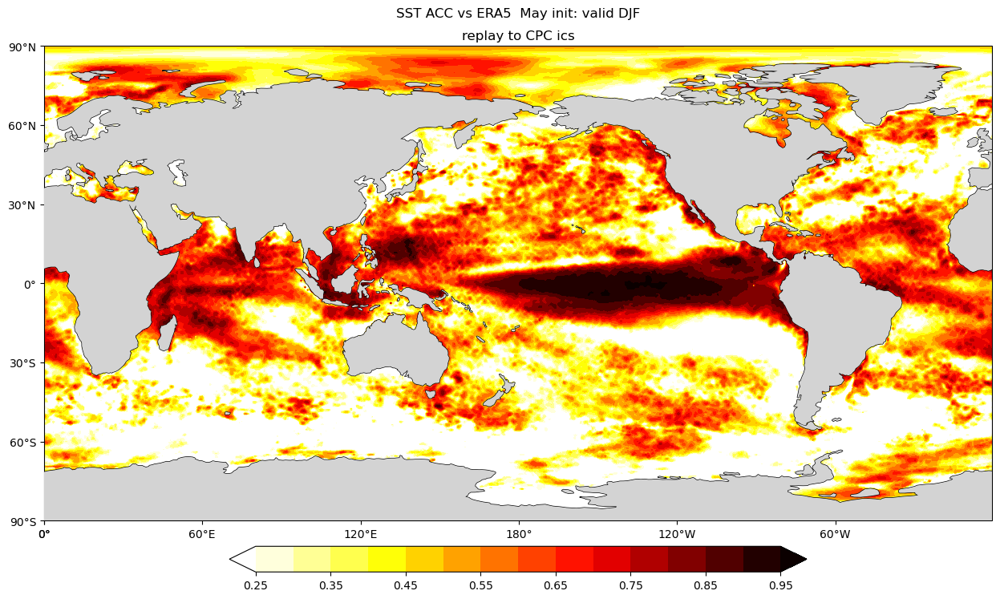 SST ACC vs ERA5  May init: valid DJF
replay to CPC ics
90°N
60°N
30°N
0°
30°S
60°S
90°S
0° 60°E 120°E 180° 120°W 60°W
0.25 0.35 0.45 0.55 0.65 0.75 0.85 0.95